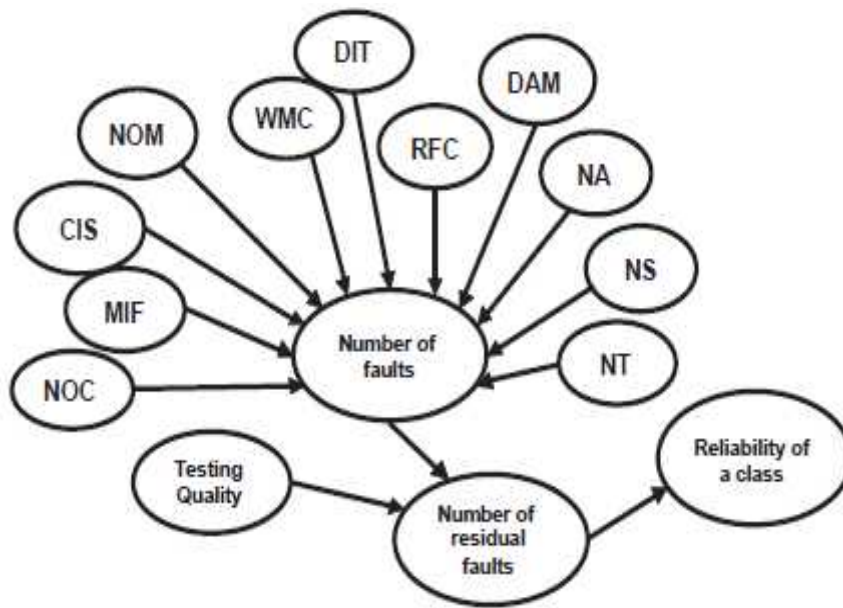 DIT
DAM
WMC
NOM
RFC
NA
CIS
NS
MIF
Number of
faults
NT
NOC
Reliability of
a class
Testing
Quality
Number of
residual
faults